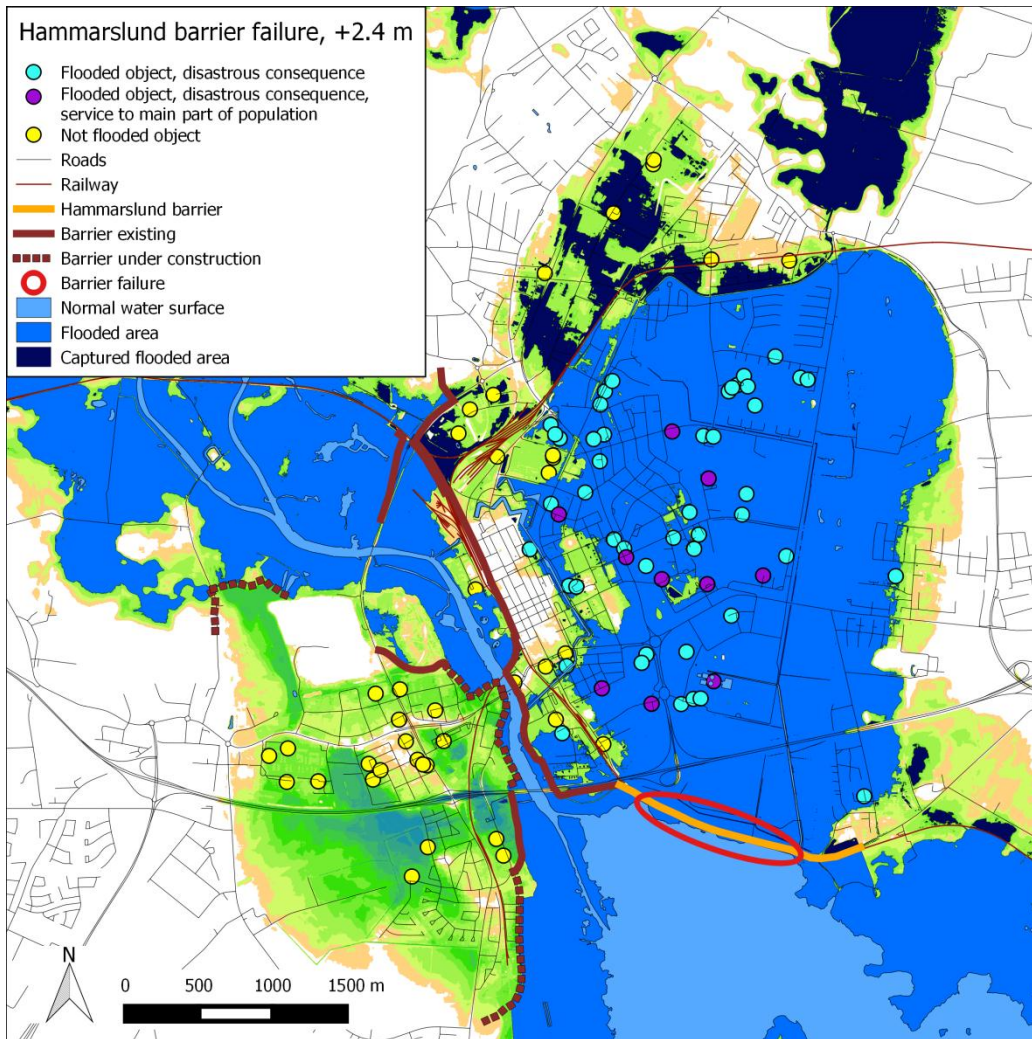 Hammarslund barrier failure, +2.4 m
Flooded object, disastrous consequence
Flooded object, disastrous consequence,
service to main part of population
Not flooded object
Roads
Railway
Hammarslund barrier
Barrier existing
Barrier under construction
Barrier failure
Normal water surface
Flooded area
Captured flooded area
N
0 500 1000 1500 m